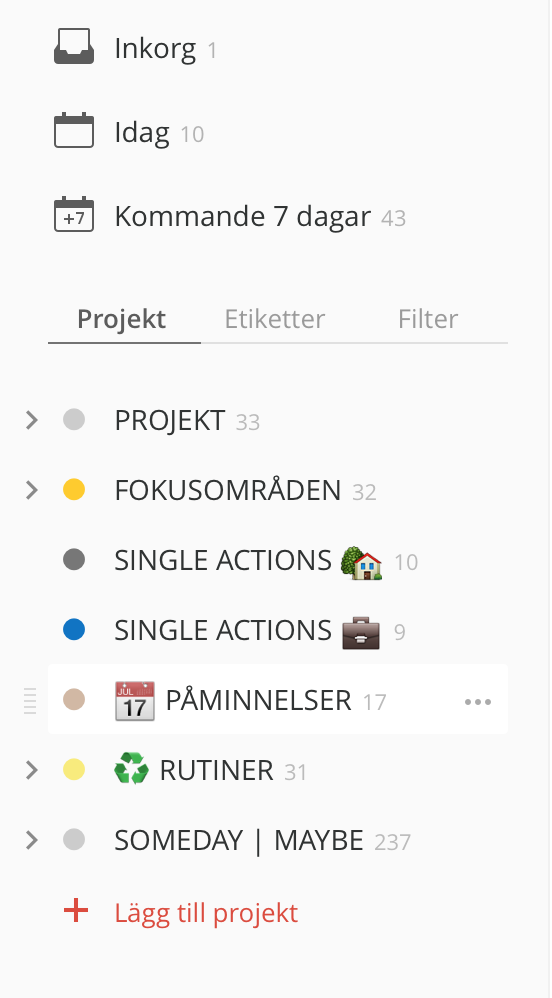 Inkorg 1
Idag 10
+7 Kommande 7 dagar 43
Projekt Etiketter Filter
PROJEKT 33
FOKUSOMRÅDEN 32
SINGLE ACTIONS 10
SINGLE ACTIONS 9
JUL 17 PÅMINNELSER 17
RUTINER 31
SOMEDAY | MAYBE 237
+ Lägg till projekt